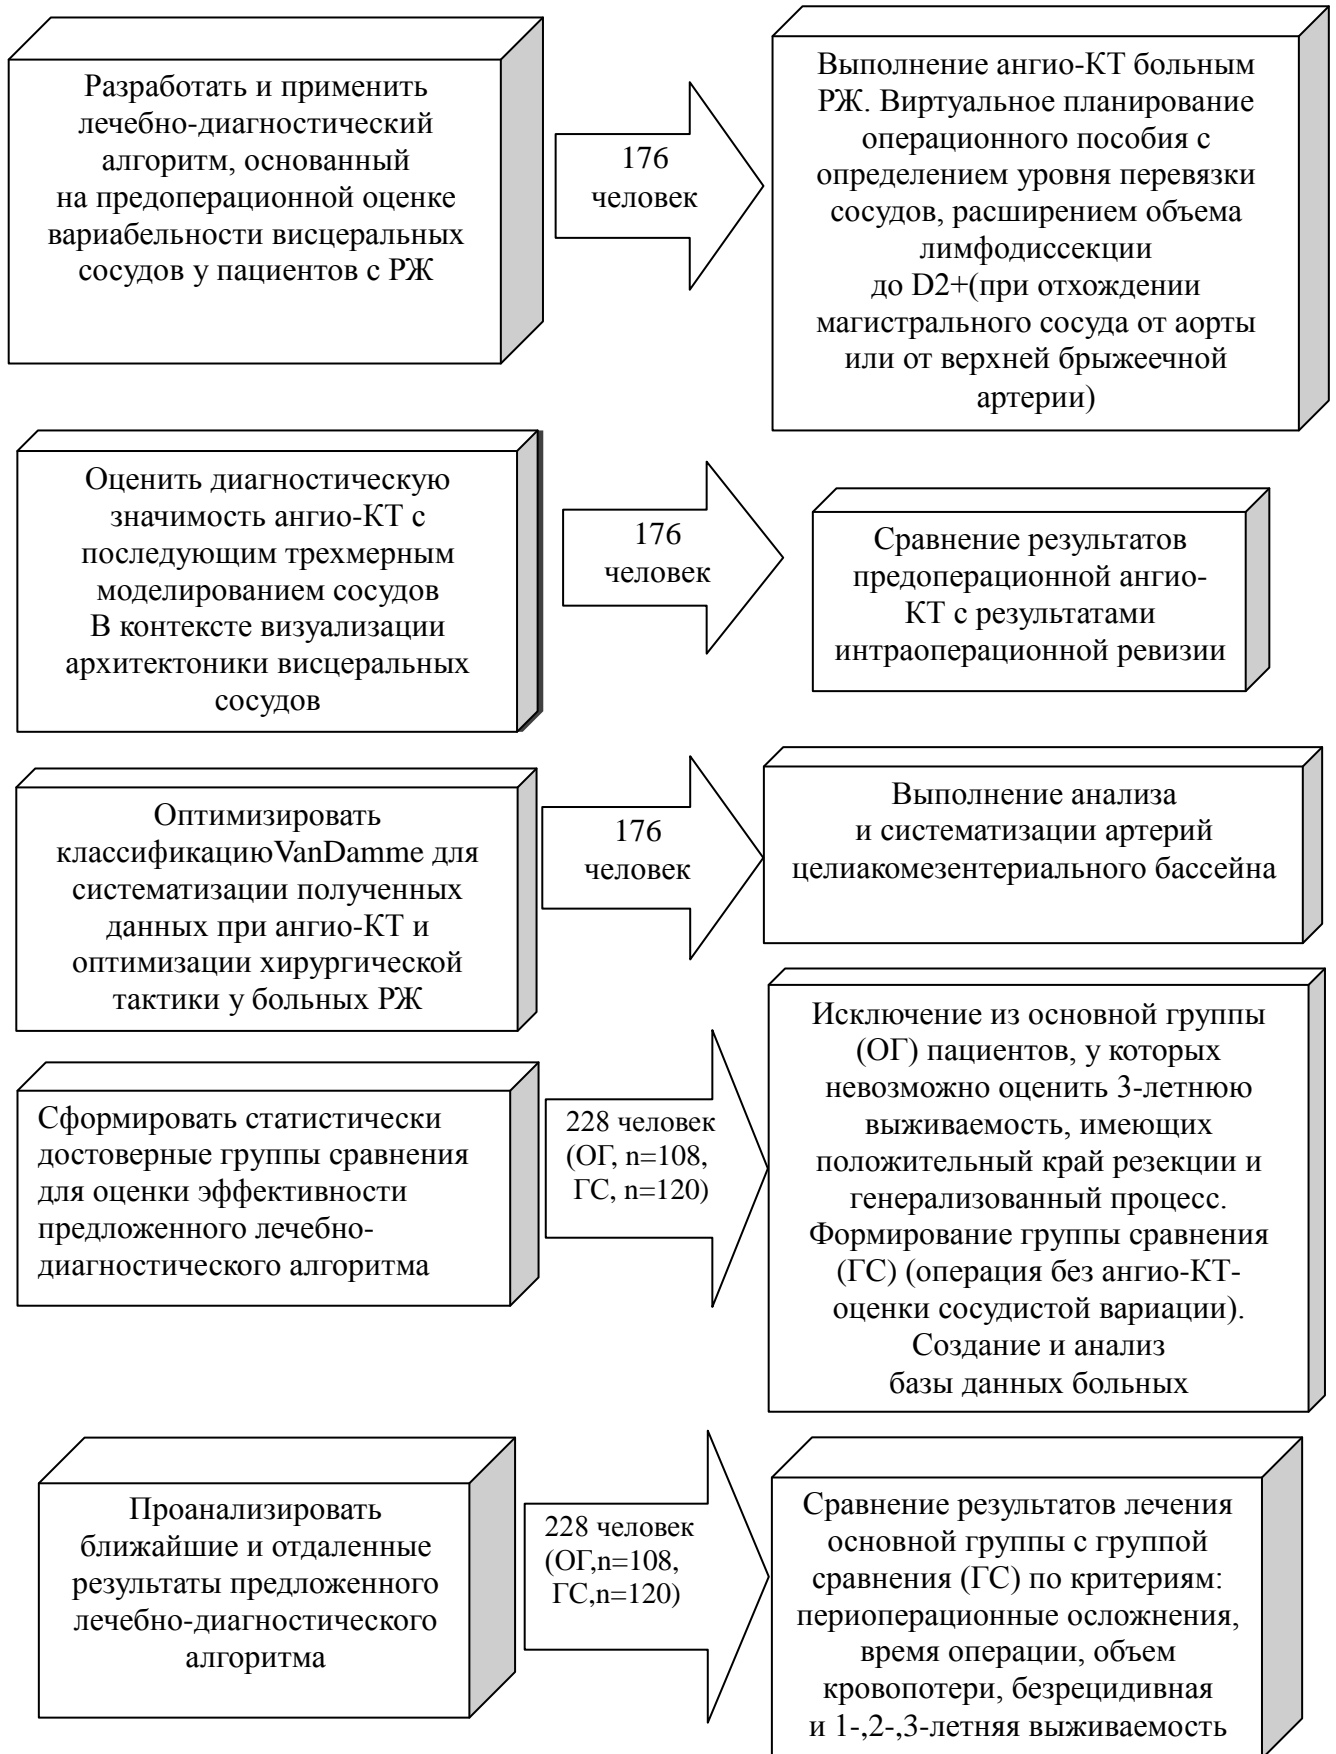 Разработать и применить
лечебно-диагностический
алгоритм, основанный
на предоперационной оценке
вариабельности висцеральных
сосудов у пациентов с РЖ
176
человек
Выполнение ангио-КТ больным
РЖ. Виртуальное планирование
операционного пособия с
определением уровня перевязки
сосудов, расширением объема
лимфодиссекции
до D2+(при отхождении
магистрального сосуда от аорты
или от верхней брыжеечной
артерии)
Оценить диагностическую
значимость ангио-КТ с
последующим трехмерным
моделированием сосудов
В контексте визуализации
архитектоники висцеральных
сосудов
176
человек
Сравнение результатов
предоперационной ангио-
КТ с результатами
интраоперационной ревизии
Оптимизировать
классификациюVanDamme для
систематизации полученных
данных при ангио-КТ и
оптимизации хирургической
тактики у больных РЖ
176
человек
Выполнение анализа
и систематизации артерий
целиакомезентериального бассейна
Сформировать статистически
достоверные группы сравнения
для оценки эффективности
предложенного лечебно-
диагностического алгоритма
228 человек
(ОГ, n=108,
ГС, n=120)
Исключение из основной группы
(ОГ) пациентов, у которых
невозможно оценить 3-летнюю
выживаемость, имеющих
положительный край резекции и
генерализованный процесс.
Формирование группы сравнения
(ГС) (операция без ангио-КТ-
оценки сосудистой вариации).
Создание и анализ
базы данных больных
Проанализировать
ближайшие и отдаленные
результаты предложенного
лечебно-диагностического
алгоритма
228 человек
(ОГ,n=108,
ГС,n=120)
Сравнение результатов лечения
основной группы с группой
сравнения (ГС) по критериям:
периоперационные осложнения,
время операции, объем
кровопотери, безрецидивная
и 1-,2-,3-летняя выживаемость